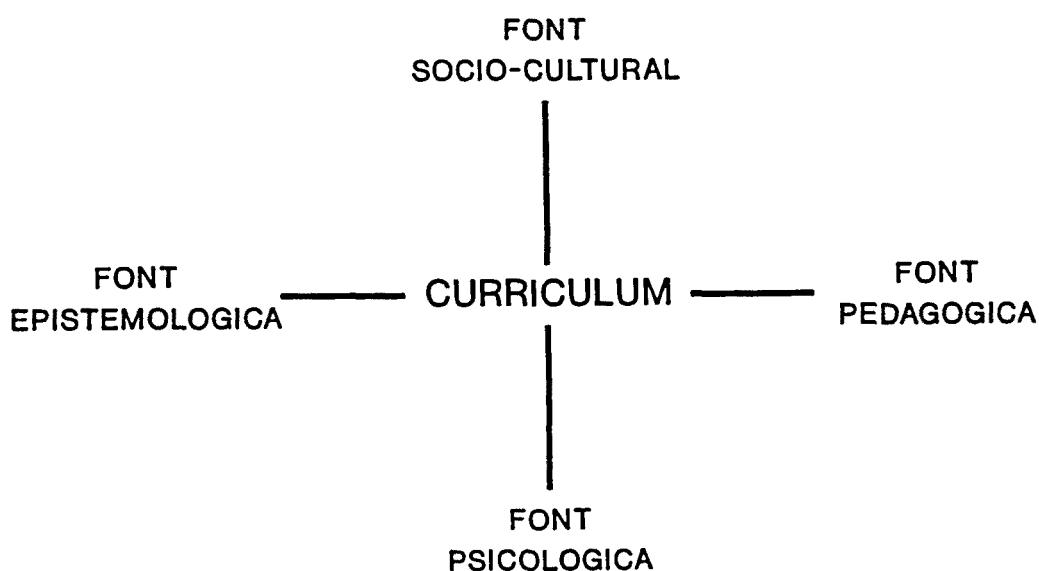 FONT
SOCIO-CULTURAL
FONT
EPISTEMOLOGICA
CURRICULUM
FONT
PEDAGOGICA
FONT
PSICOLOGICA